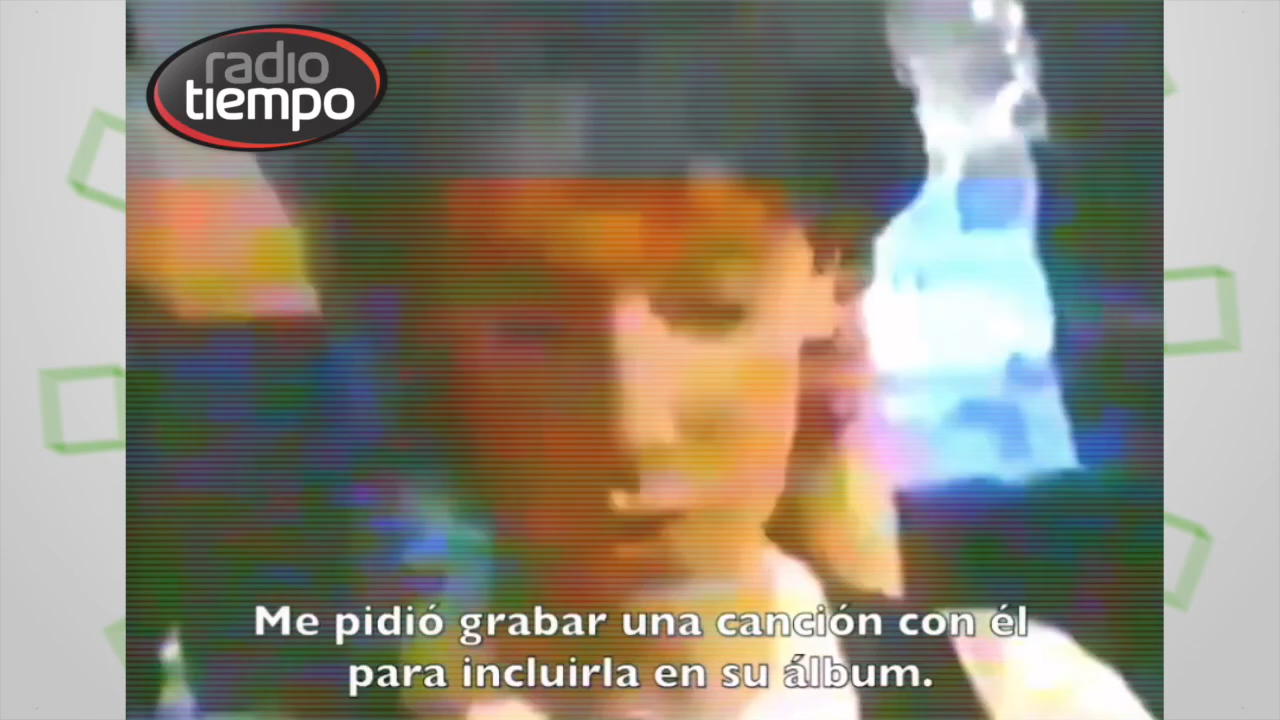 radio
tiempo
Me pidió grabar una canción con él
para incluirla en su álbum.